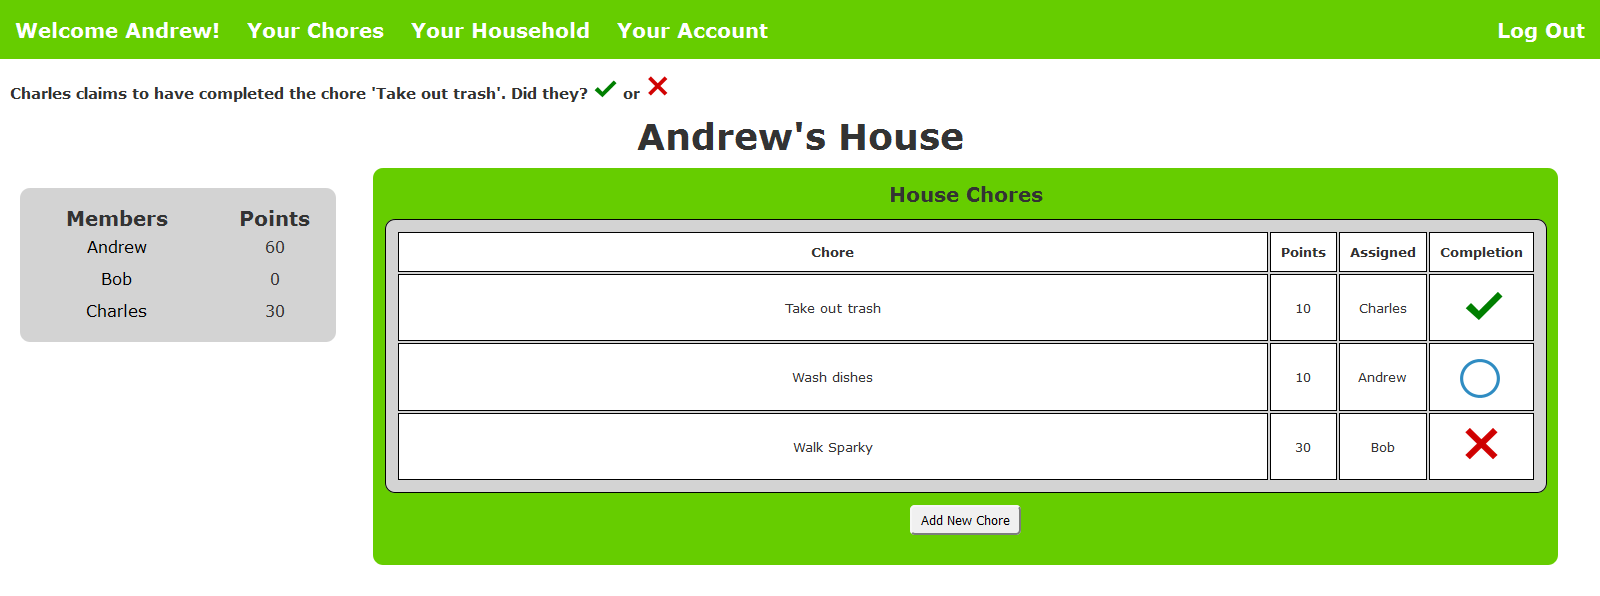 Welcome Andrew! Your Chores Your Household Your Account Log Out
Charles claims to have completed the chore 'Take out trash'. Did they? or
Andrew's House
Members Points
Andrew 60
Bob 0
Charles 30
House Chores
Chore Points Assigned Completion
Take out trash 10 Charles
Wash dishes 10 Andrew
Walk Sparky 30 Bob
Add New Chore